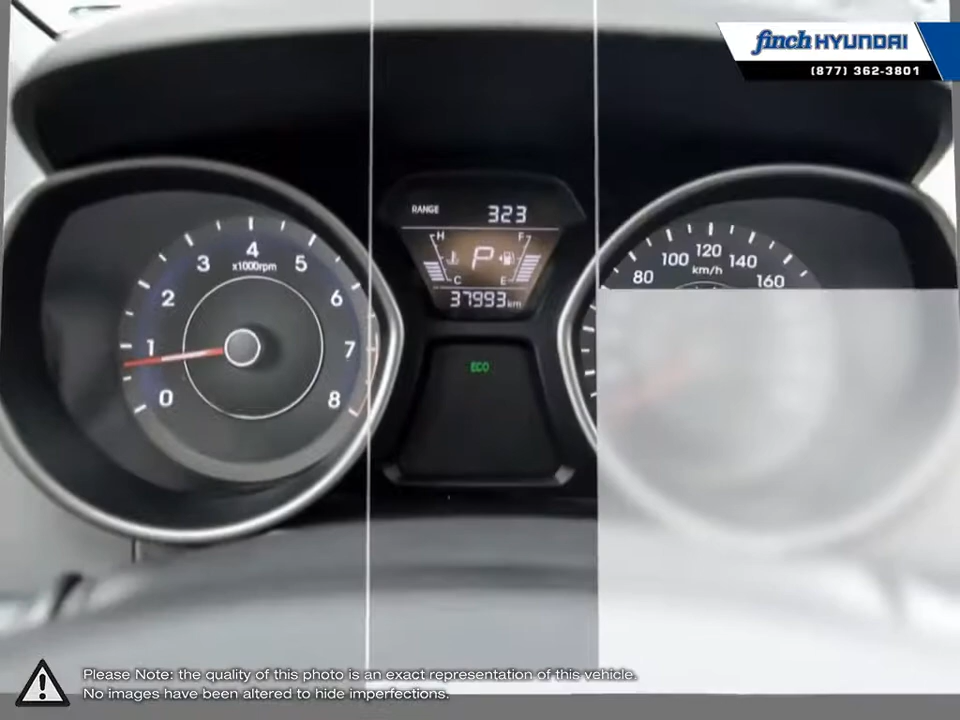 finch HYUNDAI
(877) 362-3801
RANGE 323
H F
P
C E
37993 km
ECO
0 1 2 3 4 5 6 7 8
x1000rpm
80 100 120 140 160
km/h
Please Note: the quality of this photo is an exact representation of this vehicle.
No images have been altered to hide imperfections.